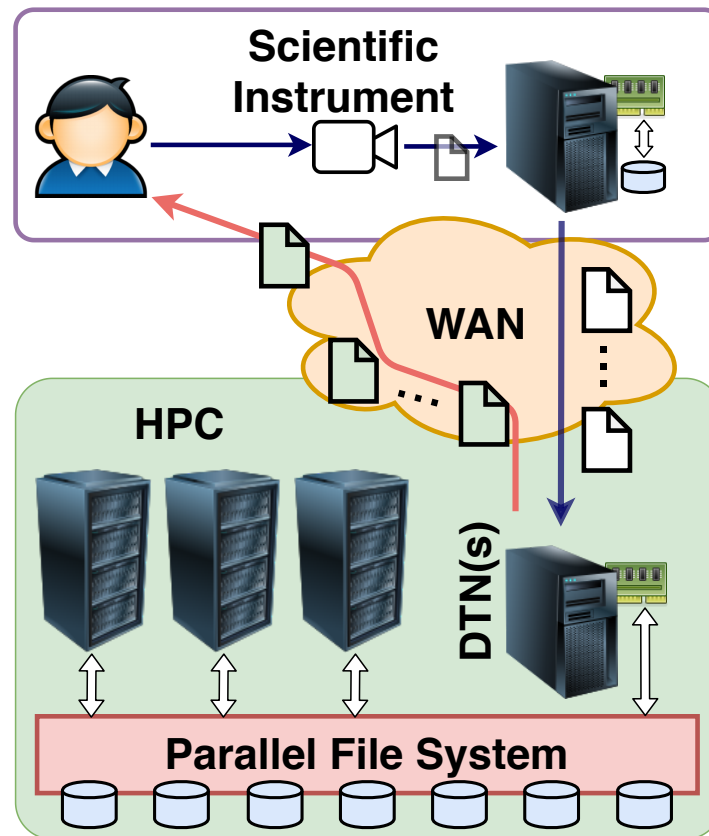 Scientific
Instrument
WAN
HPC
DTN(s)
Parallel File System